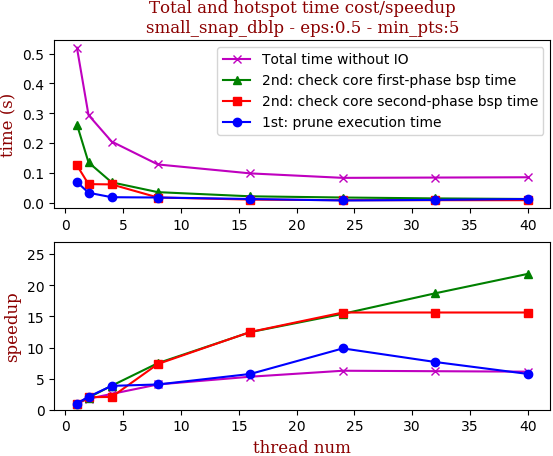 Total and hotspot time cost/speedup
small_snap_dblp - eps:0.5 - min_pts:5
time (s)
0.5
0.4
0.3
0.2
0.1
0.0
Total time without IO
2nd: check core first-phase bsp time
2nd: check core second-phase bsp time
1st: prune execution time
0 5 10 15 20 25 30 35 40
speedup
25
20
15
10
5
0
0 5 10 15 20 25 30 35 40
thread num